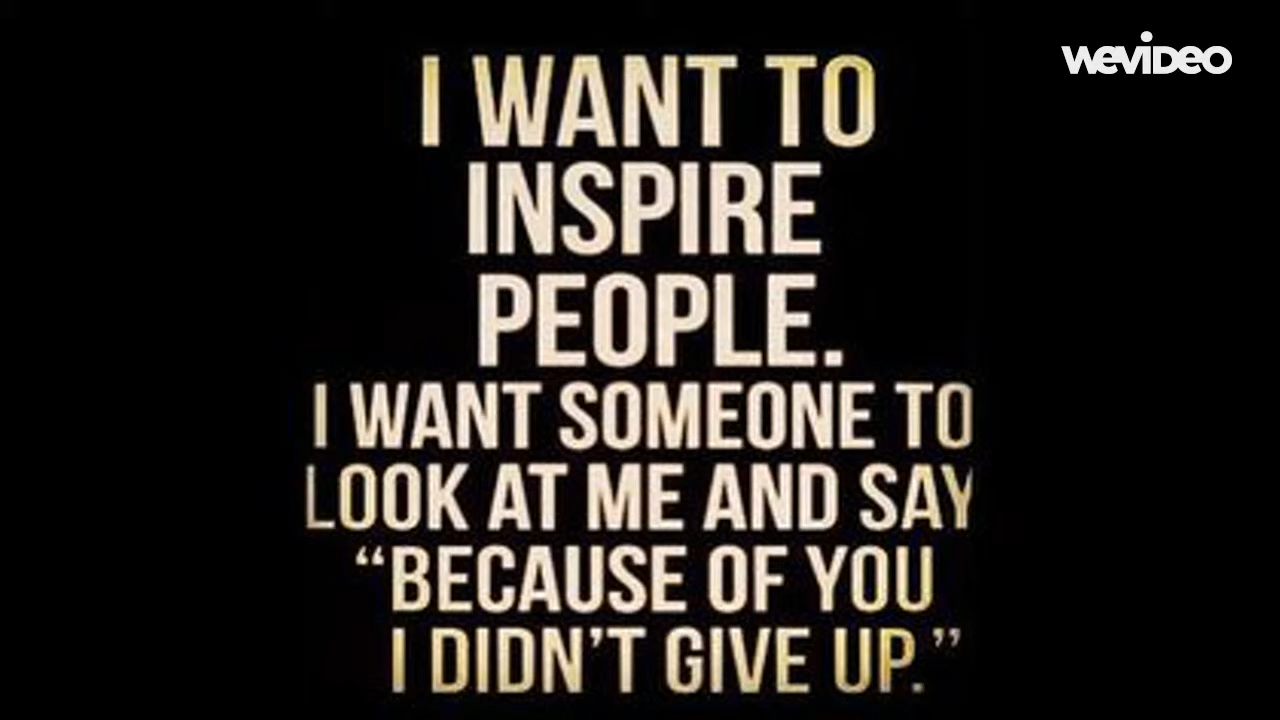 wevideo
I WANT TO
INSPIRE
PEOPLE.
I WANT SOMEONE TO
LOOK AT ME AND SAY
“BECAUSE OF YOU
I DIDN’T GIVE UP.”